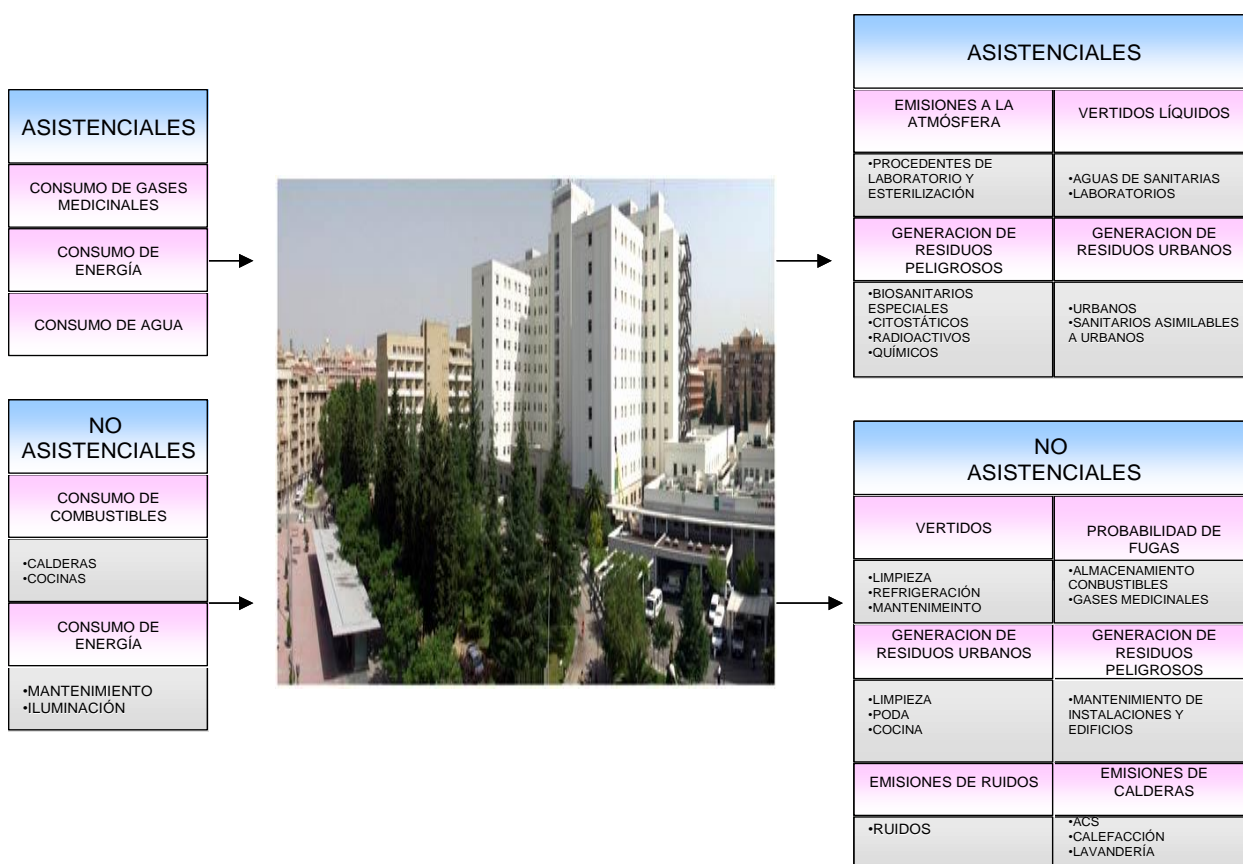 ASISTENCIALES
CONSUMO DE GASES
MEDICINALES
CONSUMO DE
ENERGÍA
CONSUMO DE AGUA
NO
ASISTENCIALES
CONSUMO DE
COMBUSTIBLES
•CALDERAS
•COCINAS
CONSUMO DE
ENERGÍA
•MANTENIMIENTO
•ILUMINACIÓN
ASISTENCIALES
EMISIONES A LA
ATMÓSFERA
VERTIDOS LÍQUIDOS
•PROCEDENTES DE
LABORATORIO Y
ESTERILIZACIÓN
•AGUAS DE SANITARIAS
•LABORATORIOS
GENERACION DE
RESIDUOS
PELIGROSOS
GENERACION DE
RESIDUOS URBANOS
•BIOSANITARIOS
ESPECIALES
•CITOSTÁTICOS
•RADIOACTIVOS
•QUÍMICOS
•URBANOS
•SANITARIOS ASIMILABLES
A URBANOS
NO
ASISTENCIALES
VERTIDOS
PROBABILIDAD DE
FUGAS
•LIMPIEZA
•REFRIGERACIÓN
•MANTENIMEINTO
•ALMACENAMIENTO
CONBUSTIBLES
•GASES MEDICINALES
GENERACION DE
RESIDUOS URBANOS
GENERACION DE
RESIDUOS
PELIGROSOS
•LIMPIEZA
•PODA
•COCINA
•MANTENIMIENTO DE
INSTALACIONES Y
EDIFICIOS
EMISIONES DE RUIDOS
EMISIONES DE
CALDERAS
•RUIDOS
•ACS
•CALEFACCIÓN
•LAVANDERÍA